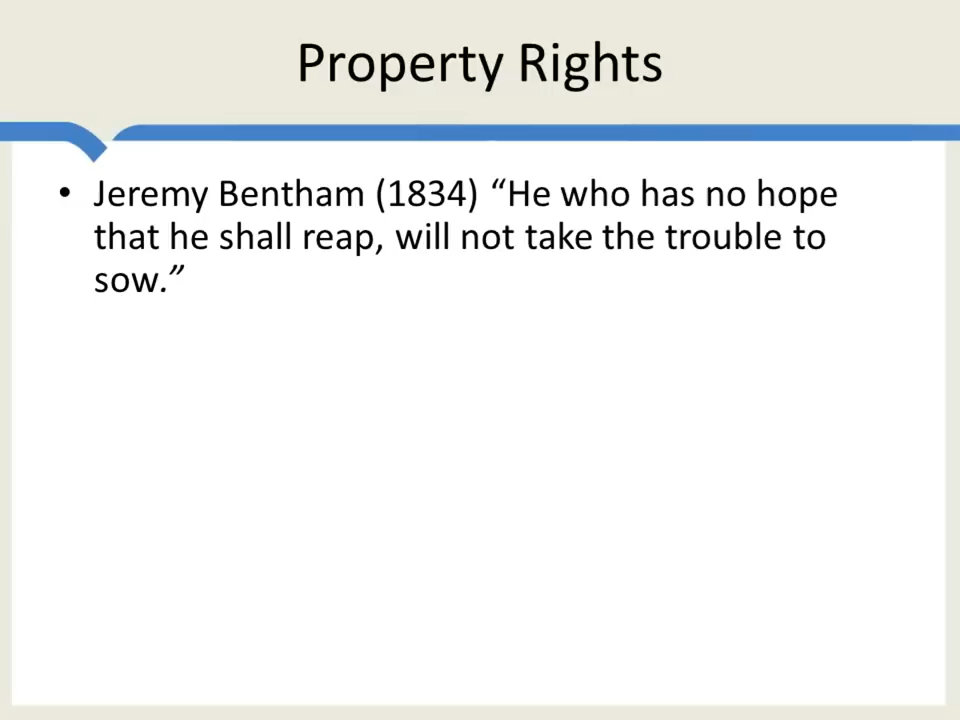 Property Rights
• Jeremy Bentham (1834) “He who has no hope
that he shall reap, will not take the trouble to
sow.”